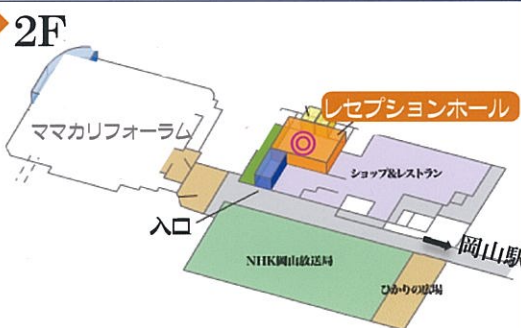 2F
レセプションホール
ママカリフォーラム
ショップ&レストラン
入口
岡山駅
NHK岡山放送局
ひかりの広場